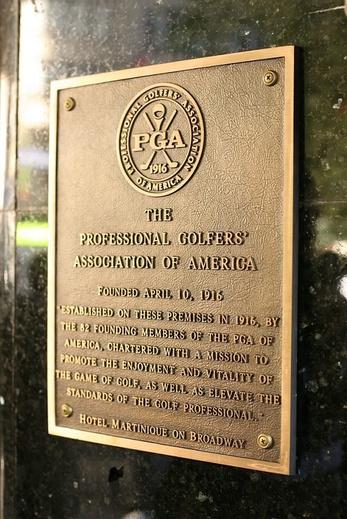 PROFESSIONAL GOLFERS' ASSOCIATION
PGA
1916
OF AMERICA
THE
PROFESSIONAL GOLFERS'
ASSOCIATION OF AMERICA
FOUNDED APRIL 10, 1916
"ESTABLISHED ON THESE PREMISES IN 1916, BY
THE 82 FOUNDING MEMBERS OF THE PGA OF
AMERICA, CHARTERED WITH A MISSION TO
PROMOTE THE ENJOYMENT AND VITALITY OF
THE GAME OF GOLF, AS WELL AS ELEVATE THE
STANDARDS OF THE GOLF PROFESSIONAL."
HOTEL MARTINIQUE ON BROADWAY